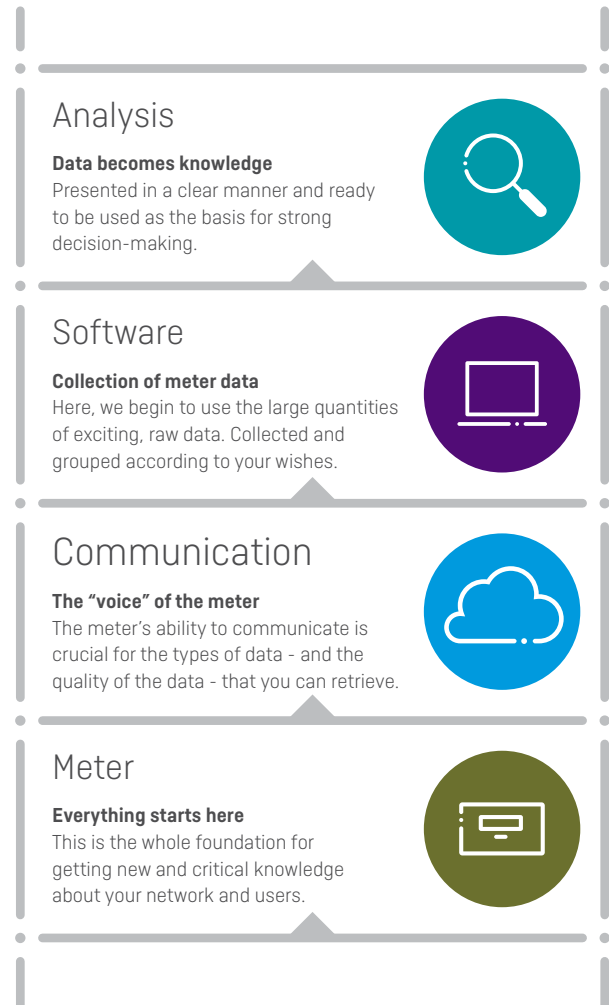 Analysis
Data becomes knowledge
Presented in a clear manner and ready
to be used as the basis for strong
decision-making.
Software
Collection of meter data
Here, we begin to use the large quantities
of exciting, raw data. Collected and
grouped according to your wishes.
Communication
The “voice” of the meter
The meter’s ability to communicate is
crucial for the types of data - and the
quality of the data - that you can retrieve.
Meter
Everything starts here
This is the whole foundation for
getting new and critical knowledge
about your network and users.